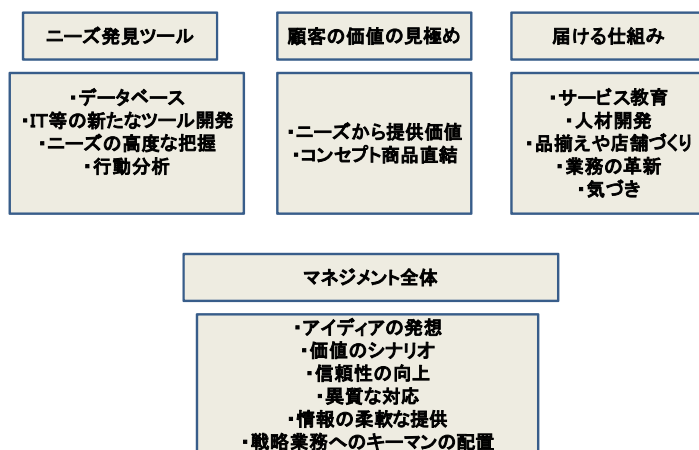 ニーズ発見ツール
・データベース
・IT等の新たなツール開発
・ニーズの高度な把握
・行動分析
顧客の価値の見極め
・ニーズから提供価値
・コンセプト商品直結
届ける仕組み
・サービス教育
・人材開発
・品揃えや店舗づくり
・業務の革新
・気づき
マネジメント全体
・アイディアの発想
・価値のシナリオ
・信頼性の向上
・異質な対応
・情報の柔軟な提供
・戦略業務へのキーマンの配置